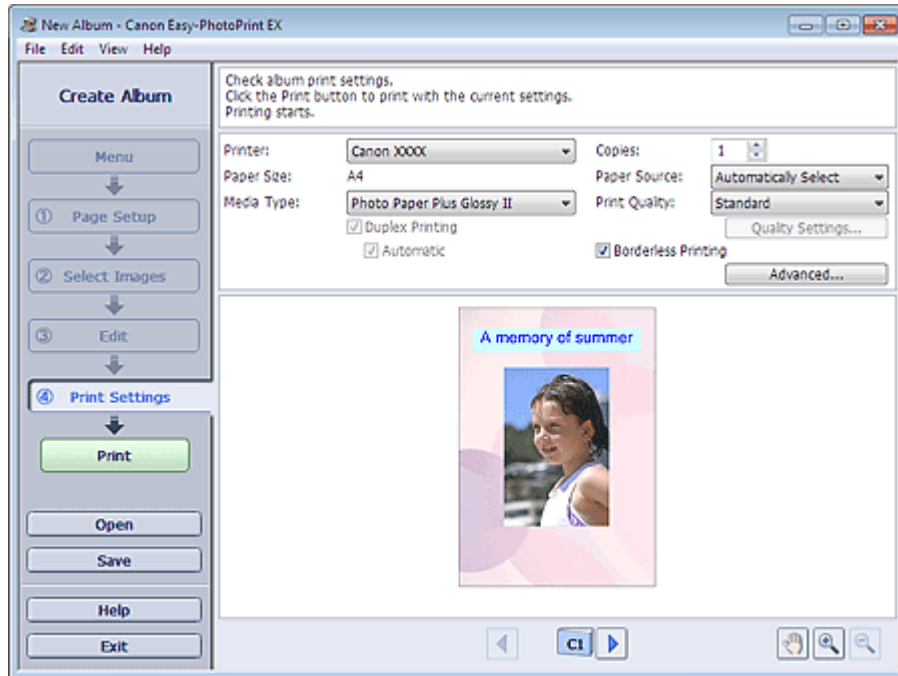 New Album - Canon Easy-PhotoPrint EX
File Edit View Help
Create Album
Menu
① Page Setup
② Select Images
③ Edit
④ Print Settings
Print
Open
Save
Help
Exit
Check album print settings.
Click the Print button to print with the current settings.
Printing starts.
Printer: Canon XXXX Copies: 1
Paper Size: A4 Paper Source: Automatically Select
Media Type: Photo Paper Plus Glossy II Print Quality: Standard
Duplex Printing Quality Settings...
Automatic Borderless Printing
Advanced...
A memory of summer
C1